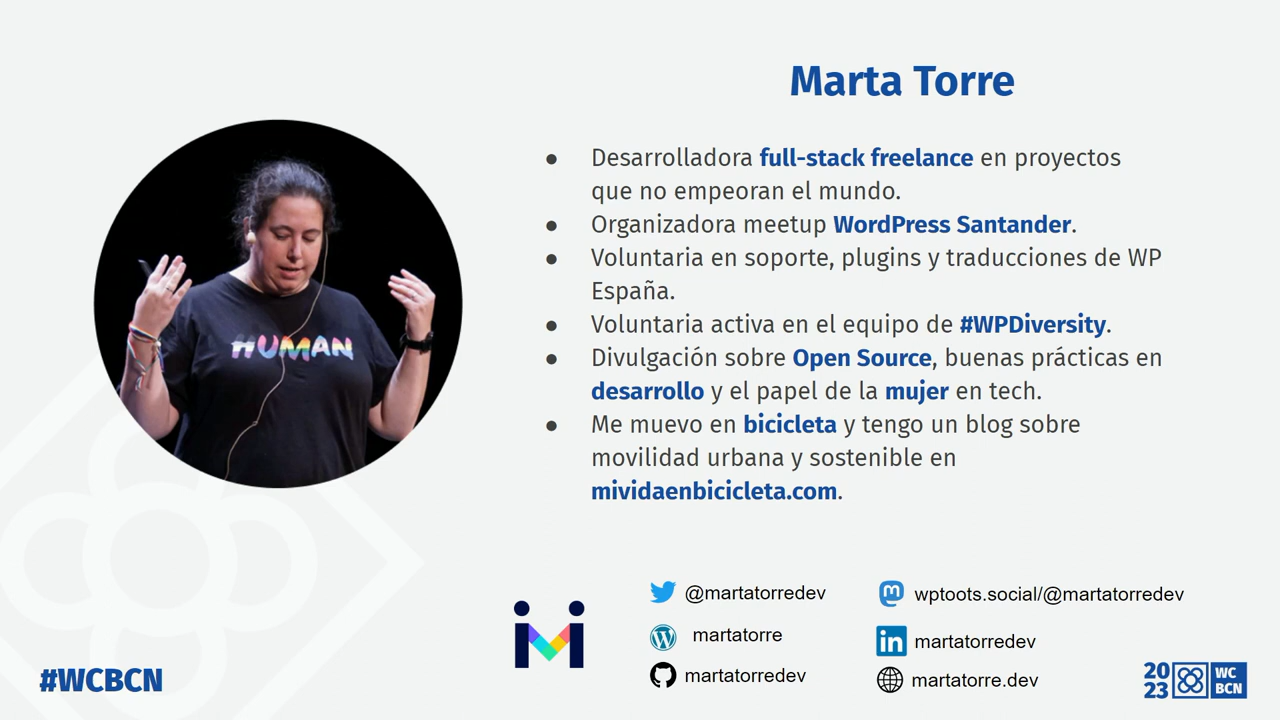 Marta Torre
HUMAN
● Desarrolladora full-stack freelance en proyectos
que no empeoran el mundo.
● Organizadora meetup WordPress Santander.
● Voluntaria en soporte, plugins y traducciones de WP
España.
● Voluntaria activa en el equipo de #WPDiversity.
● Divulgación sobre Open Source, buenas prácticas en
desarrollo y el papel de la mujer en tech.
● Me muevo en bicicleta y tengo un blog sobre
movilidad urbana y sostenible en
mividaenbicicleta.com.
@martatorredev
wptoots.social/@martatorredev
martatorre
martatorredev
martatorredev
martatorre.dev
#WCBCN
20
23
WC
BCN